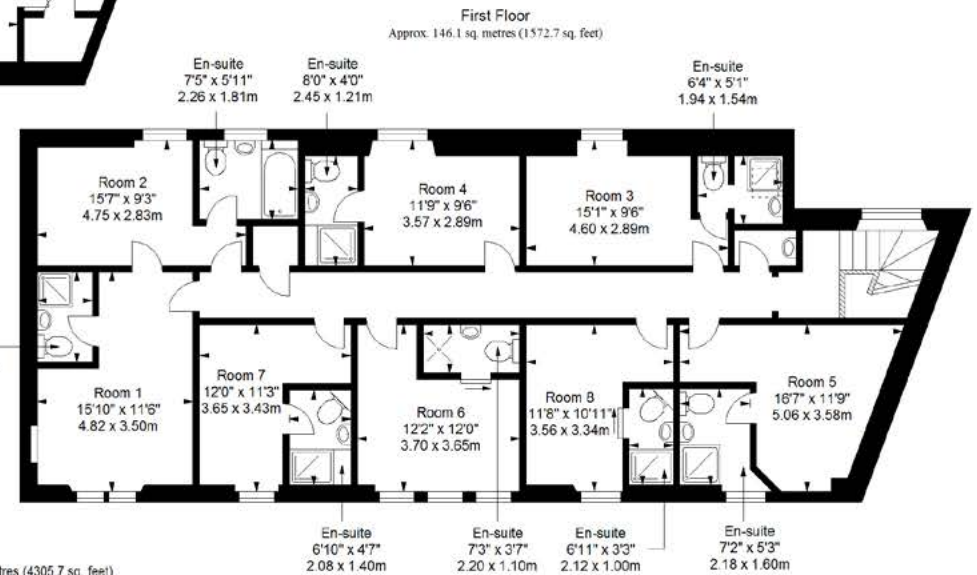 First Floor
Approx. 146.1 sq. metres (1572.7 sq. feet)
En-suite
7'5" x 5'11"
2.26 x 1.81m
En-suite
8'0" x 4'0"
2.45 x 1.21m
En-suite
6'4" x 5'1"
1.94 x 1.54m
Room 2
15'7" x 9'3"
4.75 x 2.83m
Room 4
11'9" x 9'6"
3.57 x 2.89m
Room 3
15'1" x 9'6"
4.60 x 2.89m
Room 1
15'10" x 11'6"
4.82 x 3.50m
Room 7
12'0" x 11'3"
3.65 x 3.43m
Room 6
12'2" x 12'0"
3.70 x 3.65m
Room 8
11'8" x 10'11"
3.56 x 3.34m
Room 5
16'7" x 11'9"
5.06 x 3.58m
En-suite
6'10" x 4'7"
2.08 x 1.40m
En-suite
7'3" x 3'7"
2.20 x 1.10m
En-suite
6'11" x 3'3"
2.12 x 1.00m
En-suite
7'2" x 5'3"
2.18 x 1.60m
tres (4305.7 sq. feet)